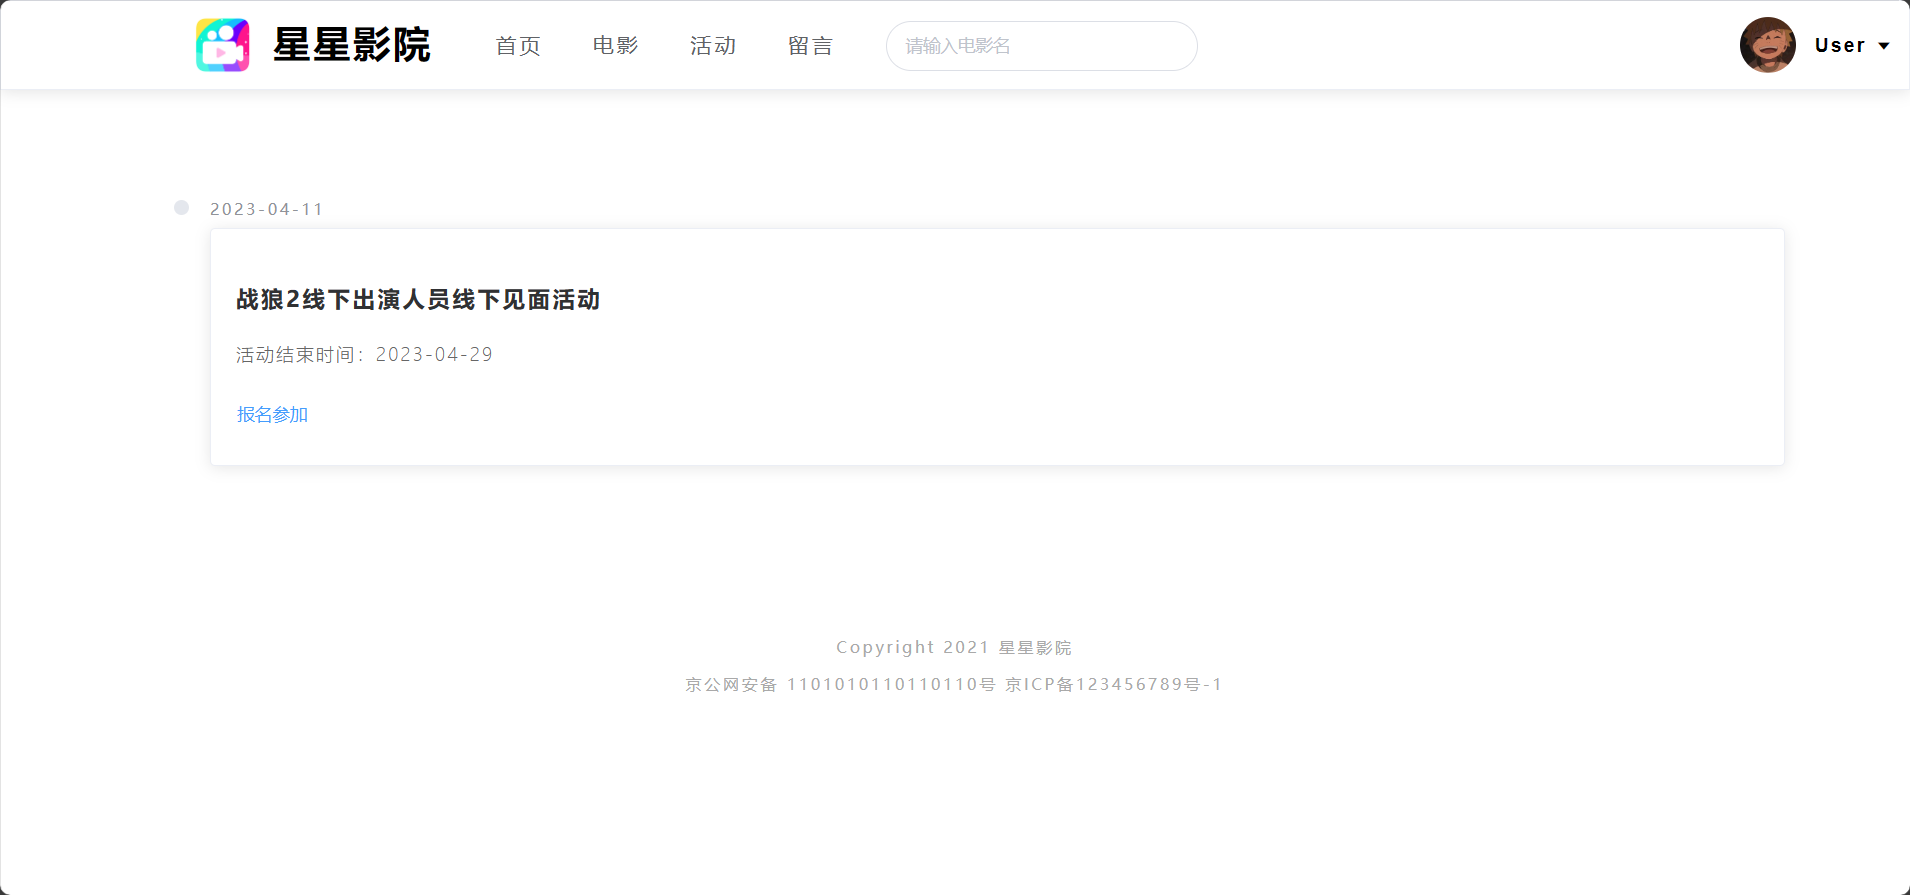 星星影院 首页 电影 活动 留言 请输入电影名 User
2023-04-11
战狼2线下出演人员线下见面活动
活动结束时间：2023-04-29
报名参加
Copyright 2021 星星影院
京公网安备 1101010110110110号 京ICP备123456789号-1